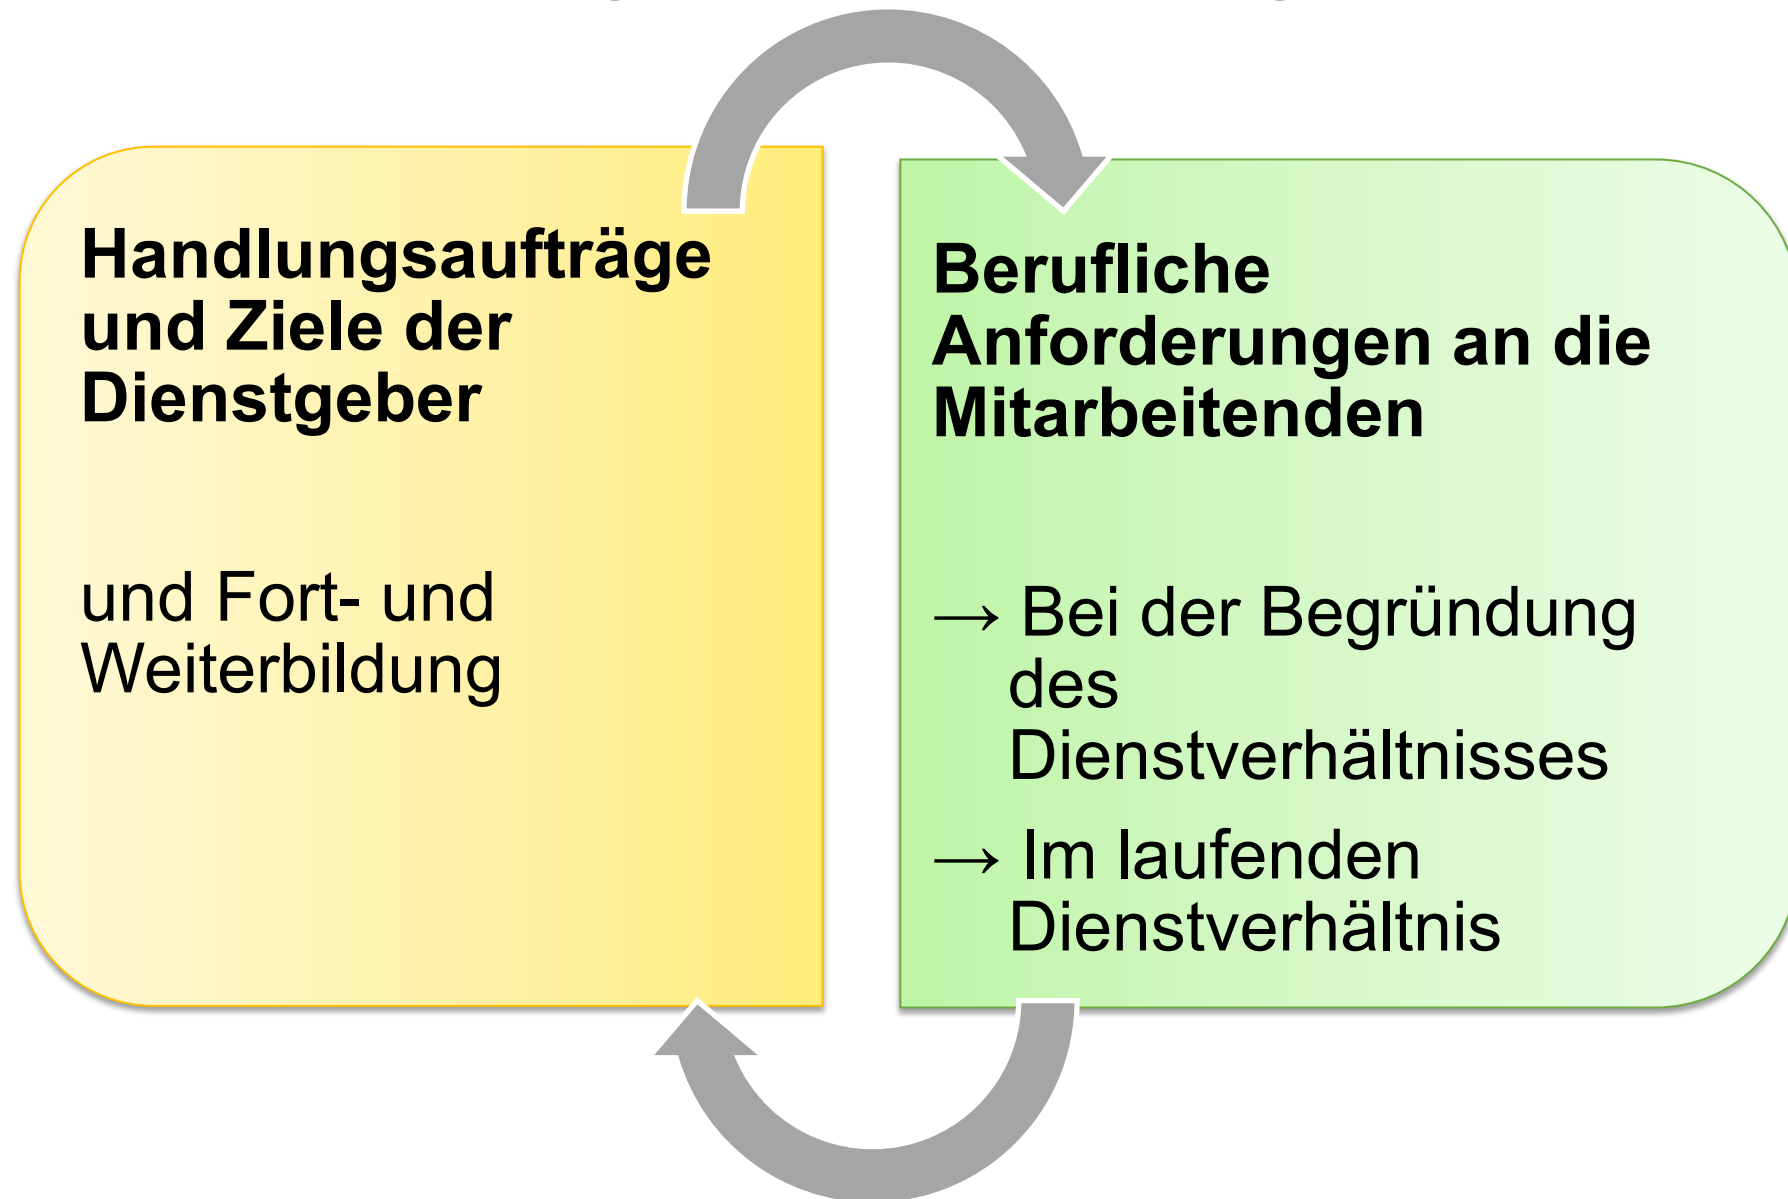 Handlungsaufträge
und Ziele der
Dienstgeber
und Fort- und
Weiterbildung
Berufliche
Anforderungen an die
Mitarbeitenden
→ Bei der Begründung
des
Dienstverhältnisses
→ Im laufenden
Dienstverhältnis